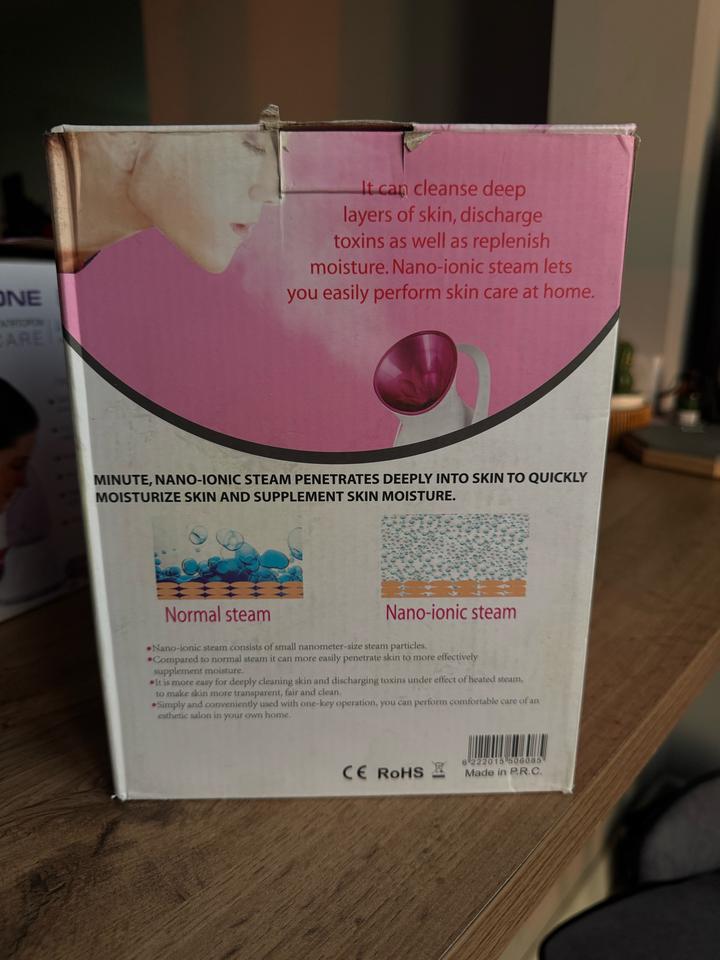 It can cleanse deep
layers of skin, discharge
toxins as well as replenish
moisture. Nano-ionic steam lets
you easily perform skin care at home.
MINUTE, NANO-IONIC STEAM PENETRATES DEEPLY INTO SKIN TO QUICKLY
MOISTURIZE SKIN AND SUPPLEMENT SKIN MOISTURE.
Normal steam
Nano-ionic steam
•Nano-ionic steam consists of small nanometer-size steam particles.
•Compared to normal steam it can more easily penetrate skin to more effectively
supplement moisture.
•It is more easy for deeply cleaning skin and discharging toxins under effect of heated steam,
to make skin more transparent, fair and clean.
•Simply and conveniently used with one-key operation, you can perform comfortable care of an
esthetic salon in your own home.
6 222015 506085
CE RoHS
Made in P.R.C.
ONE
CARE